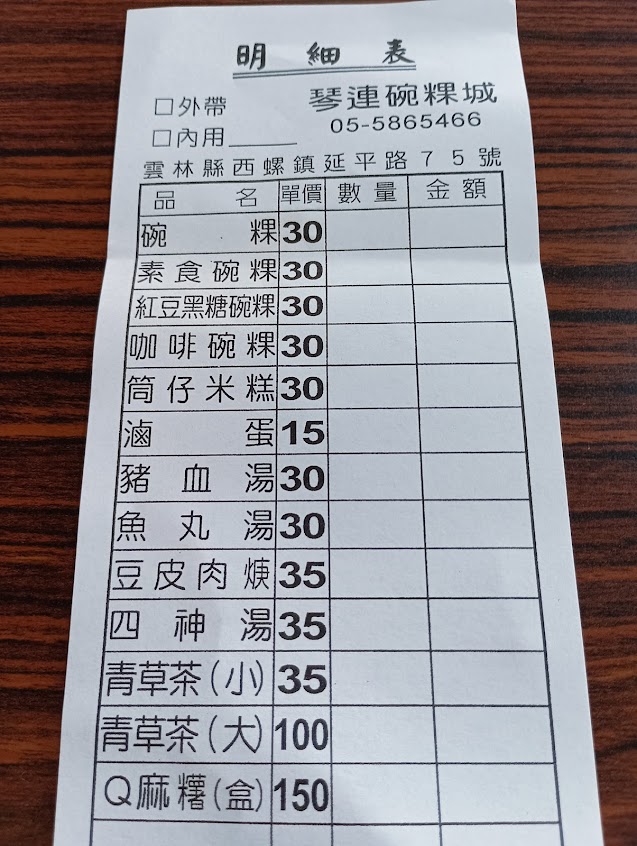 明細表
□外帶
琴連碗粿城
□內用
05-5865466
雲林縣西螺鎮延平路75號
品名 單價 數量 金額
碗粿 30
素食碗粿 30
紅豆黑糖碗粿 30
咖啡碗粿 30
筒仔米糕 30
滷蛋 15
豬血湯 30
魚丸湯 30
豆皮肉焿 35
四神湯 35
青草茶(小) 35
青草茶(大) 100
Q麻糬(盒) 150